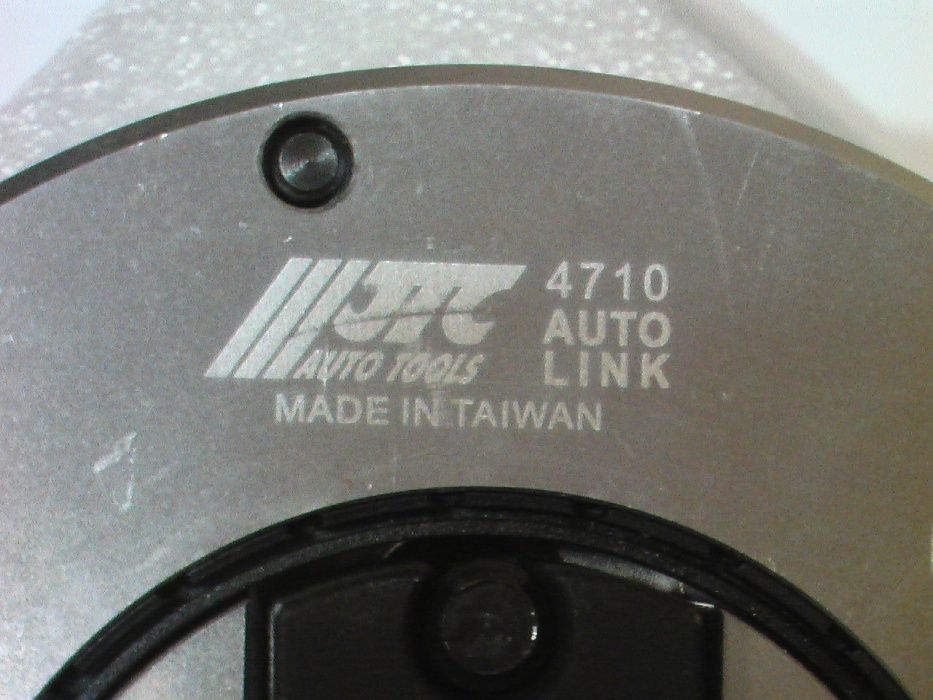 JTC
AUTO TOOLS
4710
AUTO
LINK
MADE IN TAIWAN